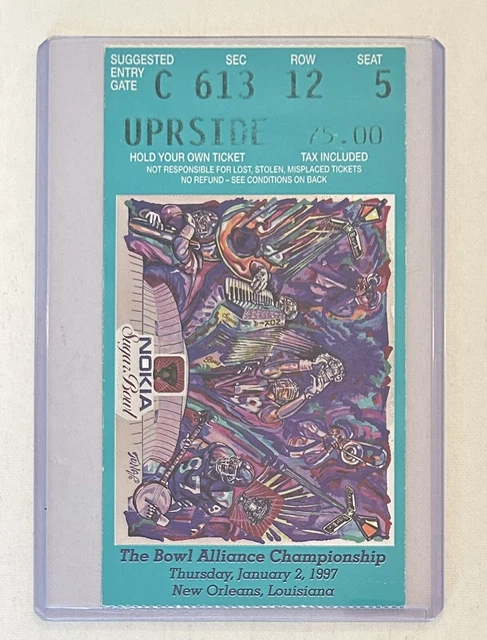 SUGGESTED ENTRY GATE SEC ROW SEAT
C 613 12 5
UPRSIDE 75.00
HOLD YOUR OWN TICKET TAX INCLUDED
NOT RESPONSIBLE FOR LOST, STOLEN, MISPLACED TICKETS
NO REFUND – SEE CONDITIONS ON BACK
NOKIA
Sugar Bowl
The Bowl Alliance Championship
Thursday, January 2, 1997
New Orleans, Louisiana